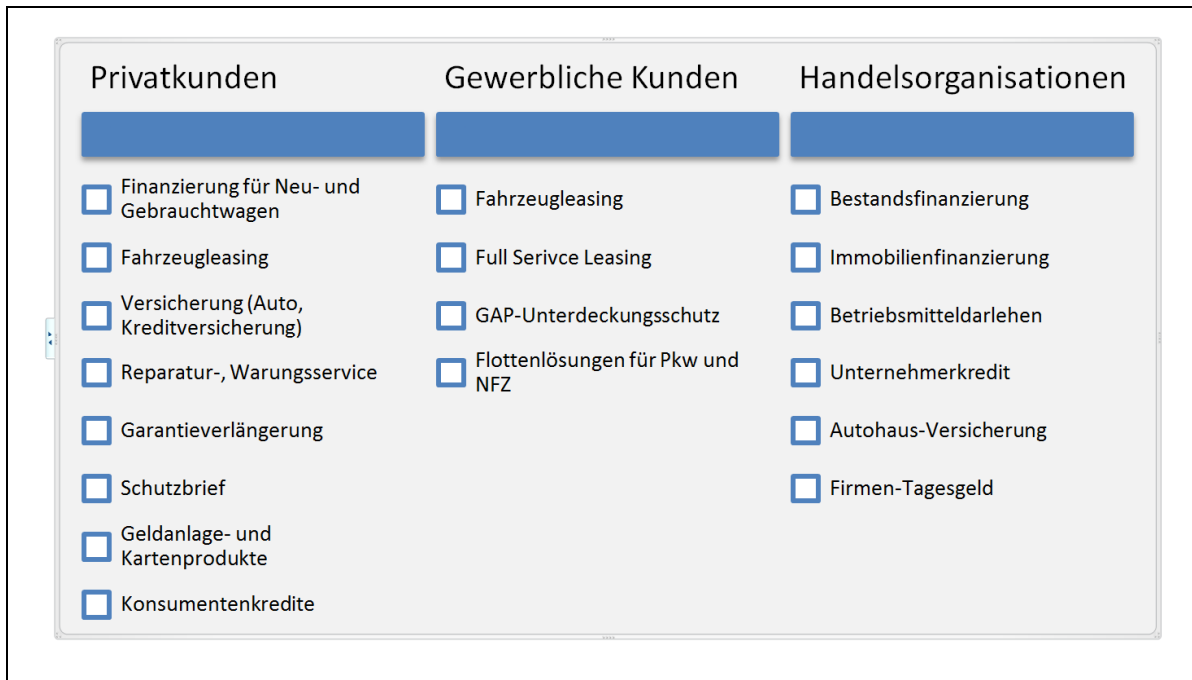 Privatkunden
Finanzierung für Neu- und
Gebrauchtwagen
Fahrzeugleasing
Versicherung (Auto,
Kreditversicherung)
Reparatur-, Warungsservice
Garantieverlängerung
Schutzbrief
Geldanlage- und
Kartenprodukte
Konsumentenkredite
Gewerbliche Kunden
Fahrzeugleasing
Full Serivce Leasing
GAP-Unterdeckungsschutz
Flottenlösungen für Pkw und
NFZ
Handelsorganisationen
Bestandsfinanzierung
Immobilienfinanzierung
Betriebsmitteldarlehen
Unternehmerkredit
Autohaus-Versicherung
Firmen-Tagesgeld